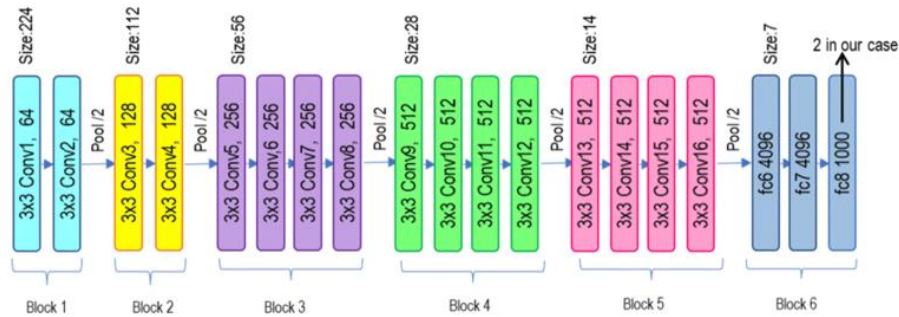 Size:224
3x3 Conv1, 64
3x3 Conv2, 64
Pool /2
Size:112
3x3 Conv3, 128
3x3 Conv4, 128
Pool /2
Size:56
3x3 Conv5, 256
3x3 Conv,6 256
3x3 Conv7, 256
3x3 Conv8, 256
Pool /2
Size:28
3x3 Conv9, 512
3x3 Conv10, 512
3x3 Conv11, 512
3x3 Conv12, 512
Pool /2
Size:14
3x3 Conv13, 512
3x3 Conv14, 512
3x3 Conv15, 512
3x3 Conv16, 512
Pool /2
Size:7
fc6 4096
fc7 4096
fc8 1000
2 in our case
Block 1
Block 2
Block 3
Block 4
Block 5
Block 6